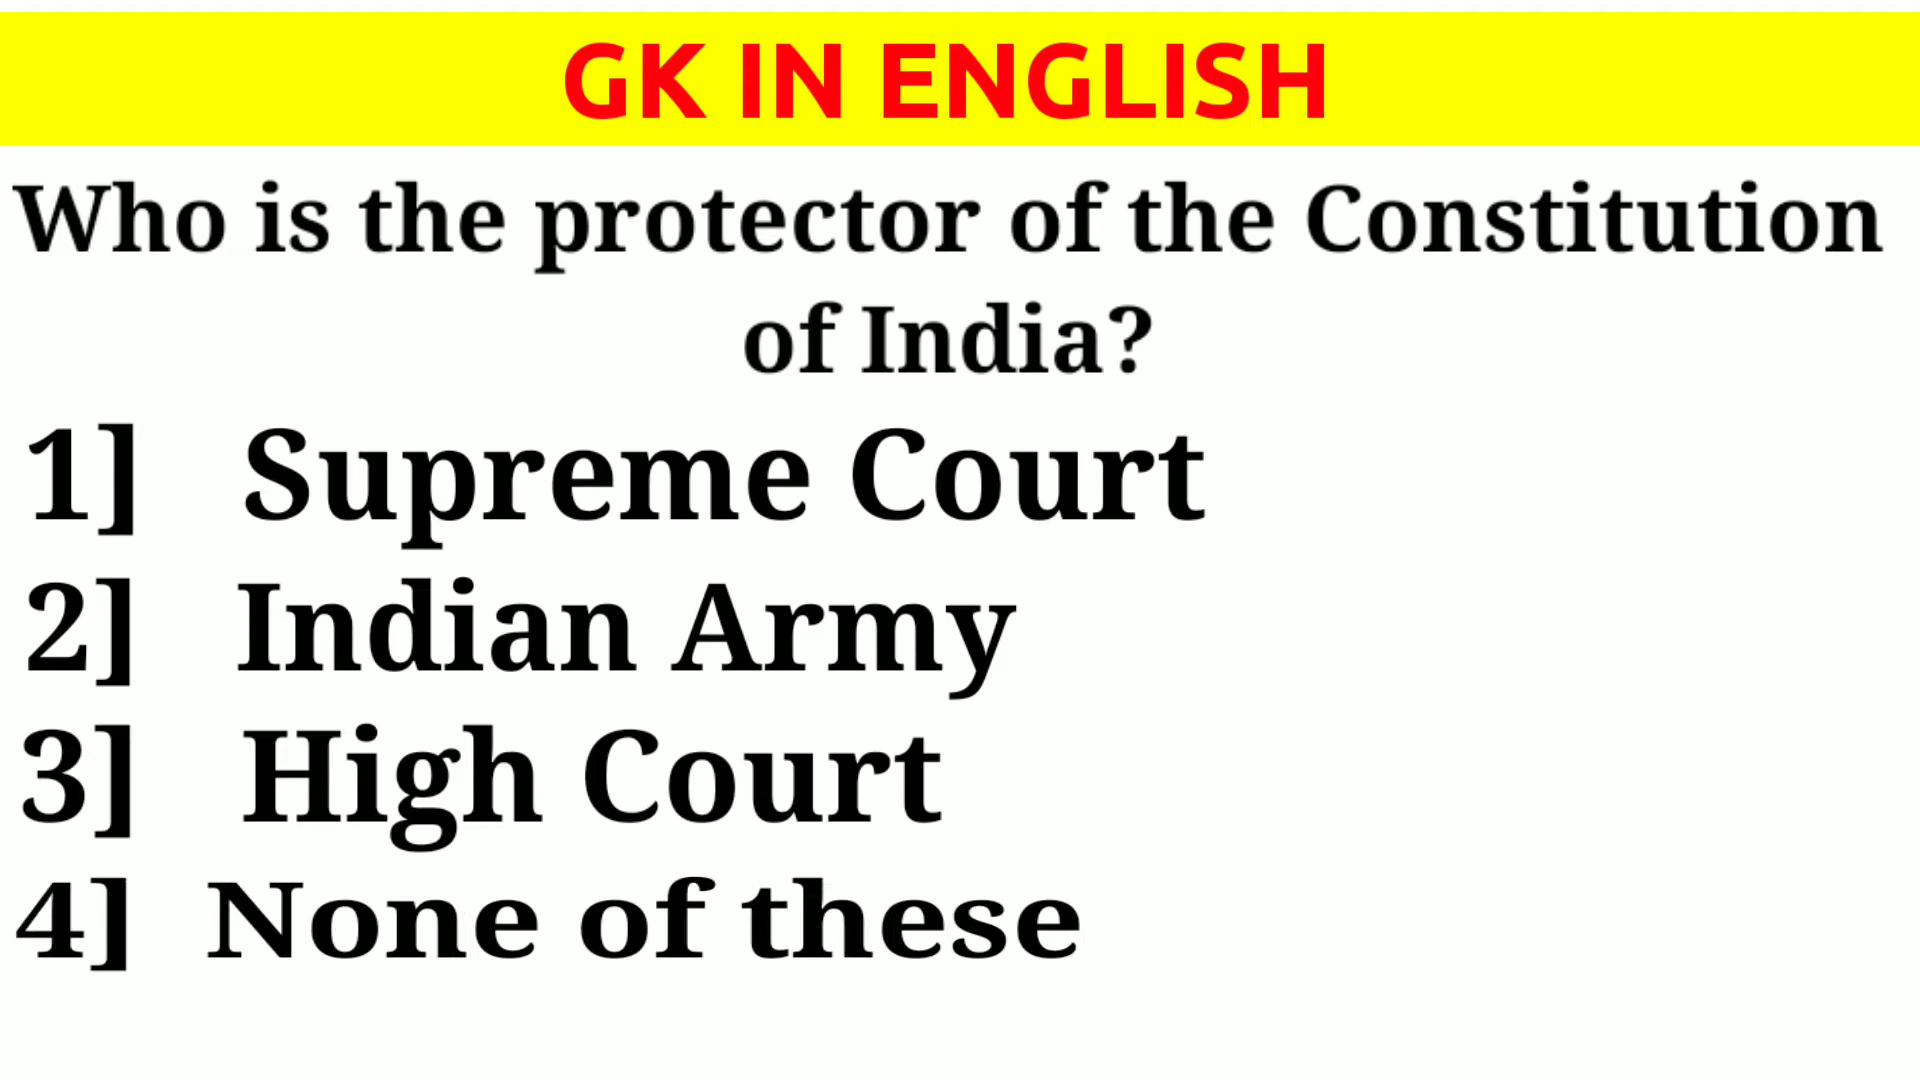 GK IN ENGLISH
Who is the protector of the Constitution
of India?
1] Supreme Court
2] Indian Army
3] High Court
4] None of these